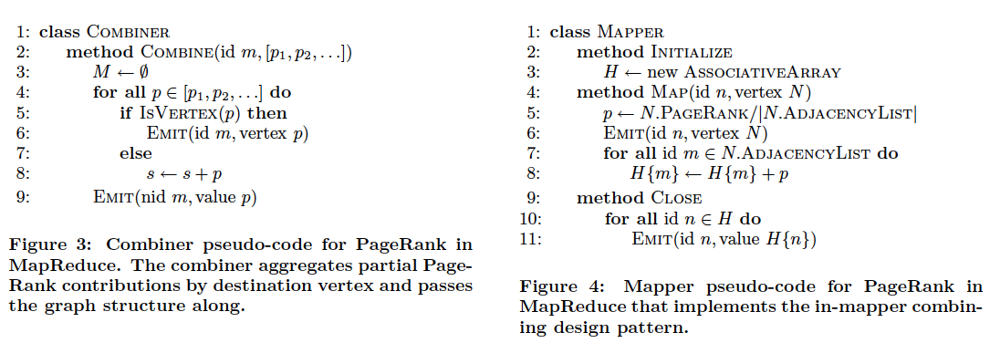 1: class Combiner
2: method Combine(id m, [p1, p2, . . .])
3: M ← ∅
4: for all p ∈ [p1, p2, . . .] do
5: if IsVertex(p) then
6: Emit(id m, vertex p)
7: else
8: s ← s + p
9: Emit(nid m, value p)
Figure 3: Combiner pseudo-code for PageRank in
MapReduce. The combiner aggregates partial Page-
Rank contributions by destination vertex and passes
the graph structure along.
1: class Mapper
2: method Initialize
3: H ← new AssociativeArray
4: method Map(id n, vertex N)
5: p ← N.PageRank/|N.AdjacencyList|
6: Emit(id n, vertex N)
7: for all id m ∈ N.AdjacencyList do
8: H{m} ← H{m} + p
9: method Close
10: for all id n ∈ H do
11: Emit(id n, value H{n})
Figure 4: Mapper pseudo-code for PageRank in
MapReduce that implements the in-mapper combin-
ing design pattern.